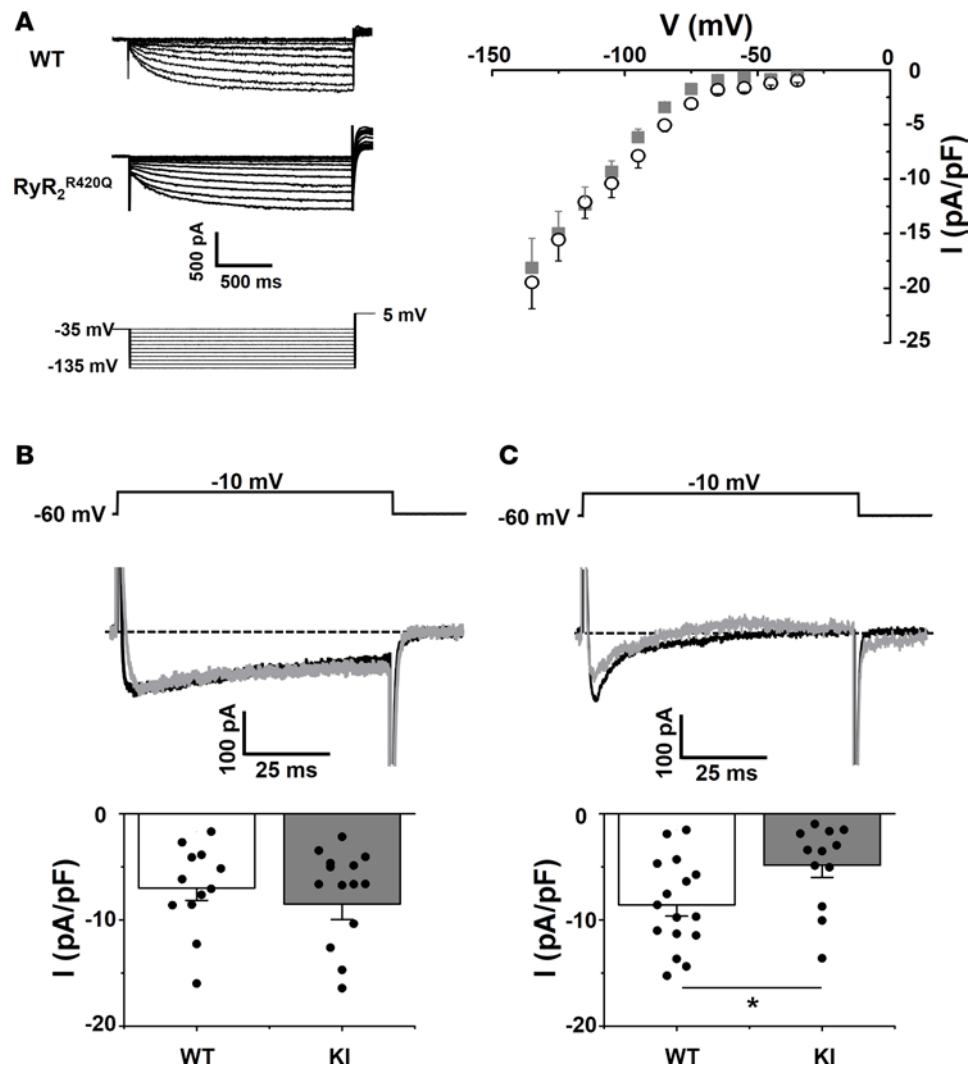 A
WT
RyR2R420Q
500 pA
500 ms
-35 mV
5 mV
-135 mV
V (mV)
-150 -100 -50 0
0
-5
-10
-15
-20
-25
I (pA/pF)
B
-10 mV
-60 mV
100 pA
25 ms
0
-10
-20
I (pA/pF)
WT KI
C
-10 mV
-60 mV
100 pA
25 ms
0
-10
-20
I (pA/pF)
*
WT KI